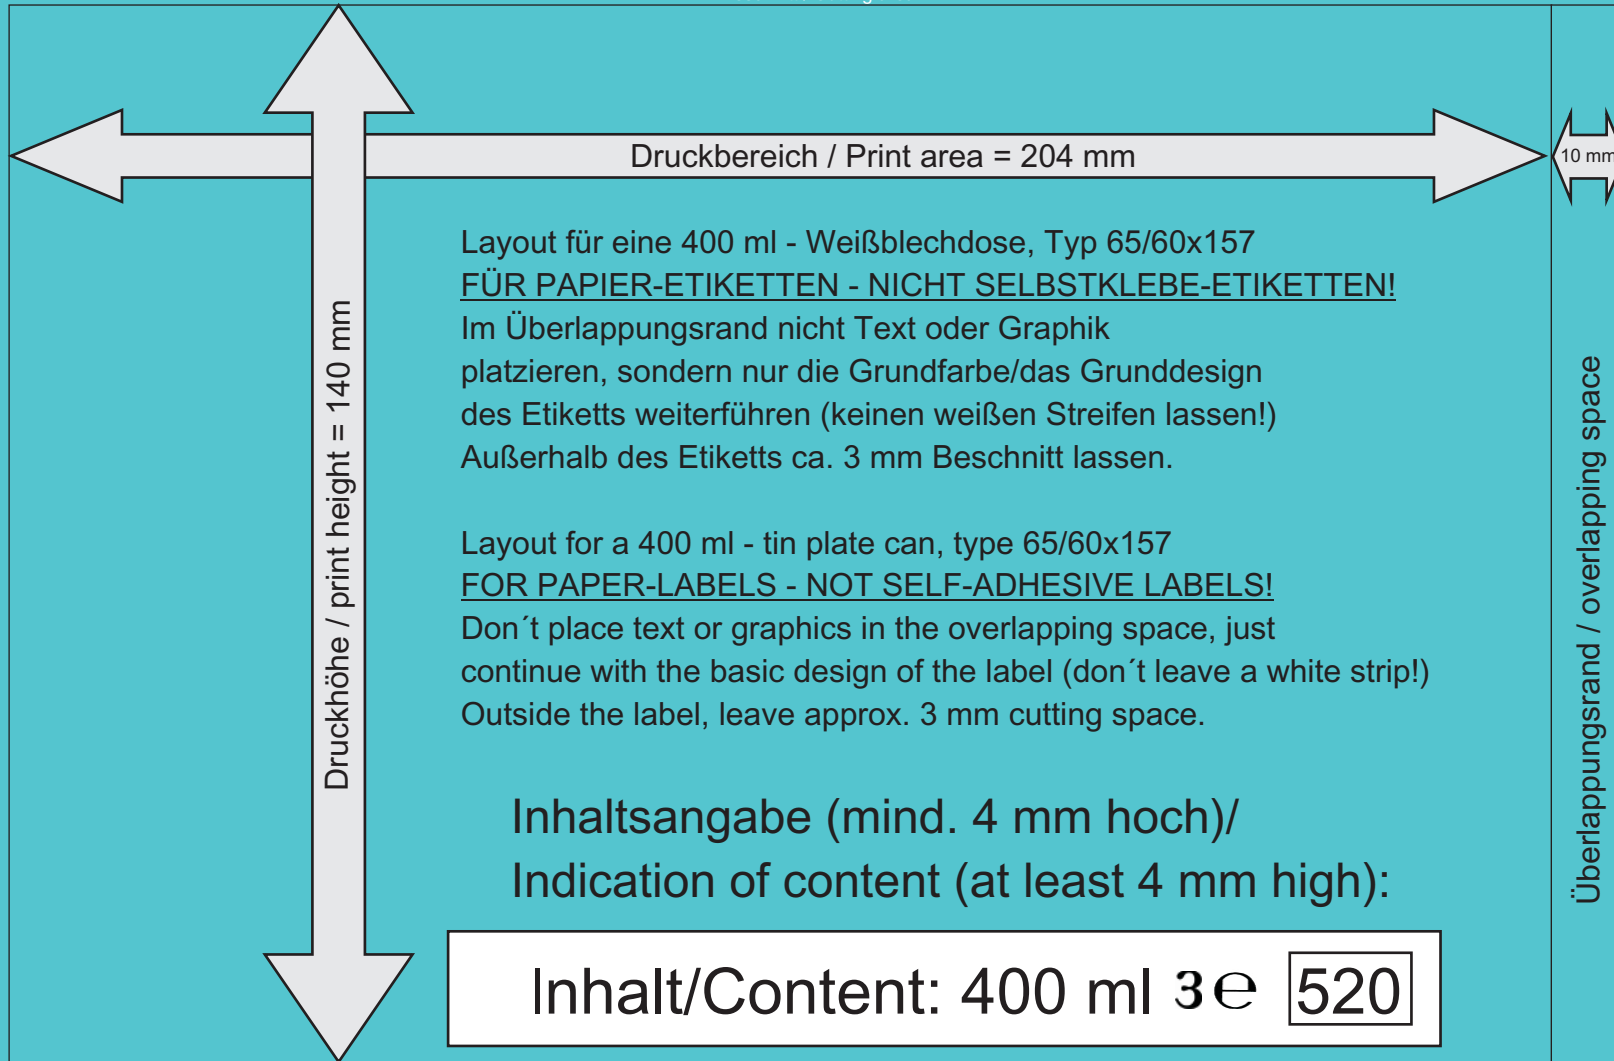 Druckbereich / Print area = 204 mm
10 mm
Druckhöhe / print height = 140 mm
Layout für eine 400 ml - Weißblechdose, Typ 65/60x157
FÜR PAPIER-ETIKETTEN - NICHT SELBSTKLEBE-ETIKETTEN!
Im Überlappungsrand nicht Text oder Graphik
platzieren, sondern nur die Grundfarbe/das Grunddesign
des Etiketts weiterführen (keinen weißen Streifen lassen!)
Außerhalb des Etiketts ca. 3 mm Beschnitt lassen.
Layout for a 400 ml - tin plate can, type 65/60x157
FOR PAPER-LABELS - NOT SELF-ADHESIVE LABELS!
Don´t place text or graphics in the overlapping space, just
continue with the basic design of the label (don´t leave a white strip!)
Outside the label, leave approx. 3 mm cutting space.
Überlappungsrand / overlapping space
Inhaltsangabe (mind. 4 mm hoch)/
Indication of content (at least 4 mm high):
Inhalt/Content: 400 ml 3e 520